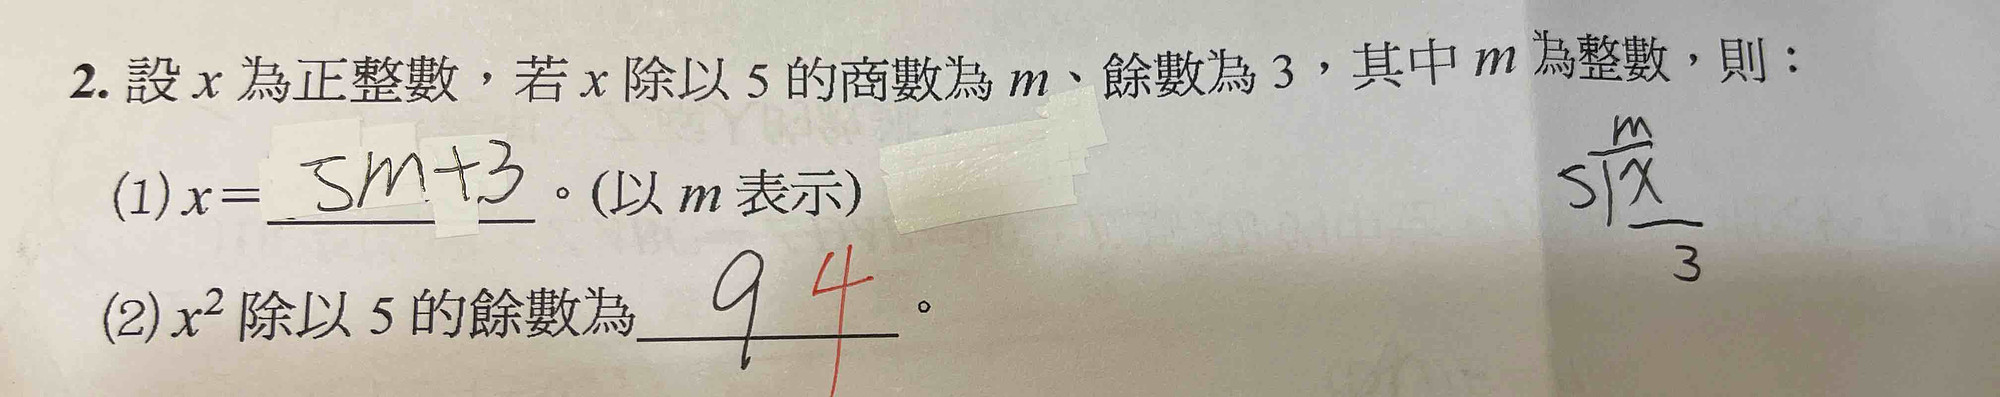 2. 設 x 為正整數，若 x 除以 5 的商數為 m、餘數為 3，其中 m 為整數，則：
(1) x = 5m+3 。(以 m 表示)
m
5 x
3
(2) x² 除以 5 的餘數為 9 4 。